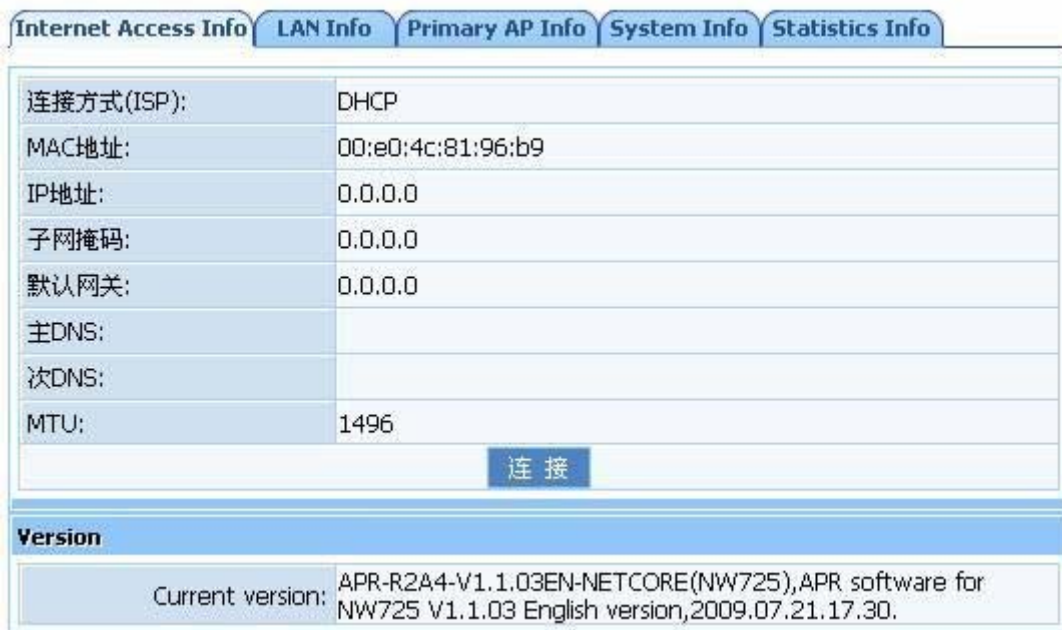 Internet Access Info LAN Info Primary AP Info System Info Statistics Info
连接方式(ISP): DHCP
MAC地址: 00:e0:4c:81:96:b9
IP地址: 0.0.0.0
子网掩码: 0.0.0.0
默认网关: 0.0.0.0
主DNS:
次DNS:
MTU: 1496
连 接
Version
Current version: APR-R2A4-V1.1.03EN-NETCORE(NW725),APR software for
NW725 V1.1.03 English version,2009.07.21.17.30.